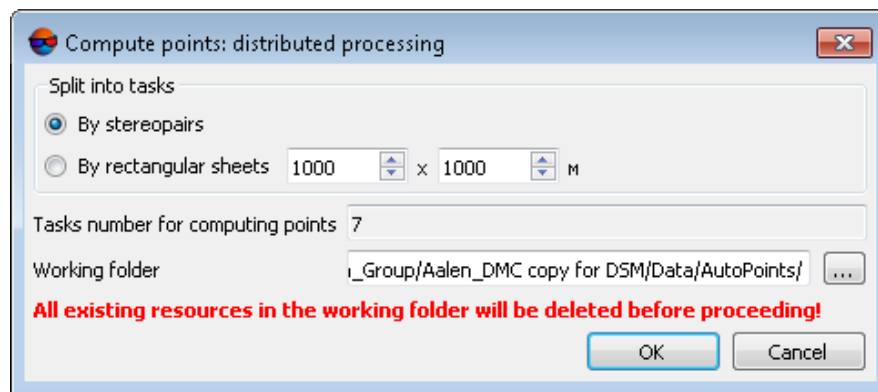 Compute points: distributed processing
Split into tasks
By stereopairs
By rectangular sheets 1000 x 1000 м
Tasks number for computing points 7
Working folder _Group/Aalen_DMC copy for DSM/Data/AutoPoints/ ...
All existing resources in the working folder will be deleted before proceeding!
OK Cancel